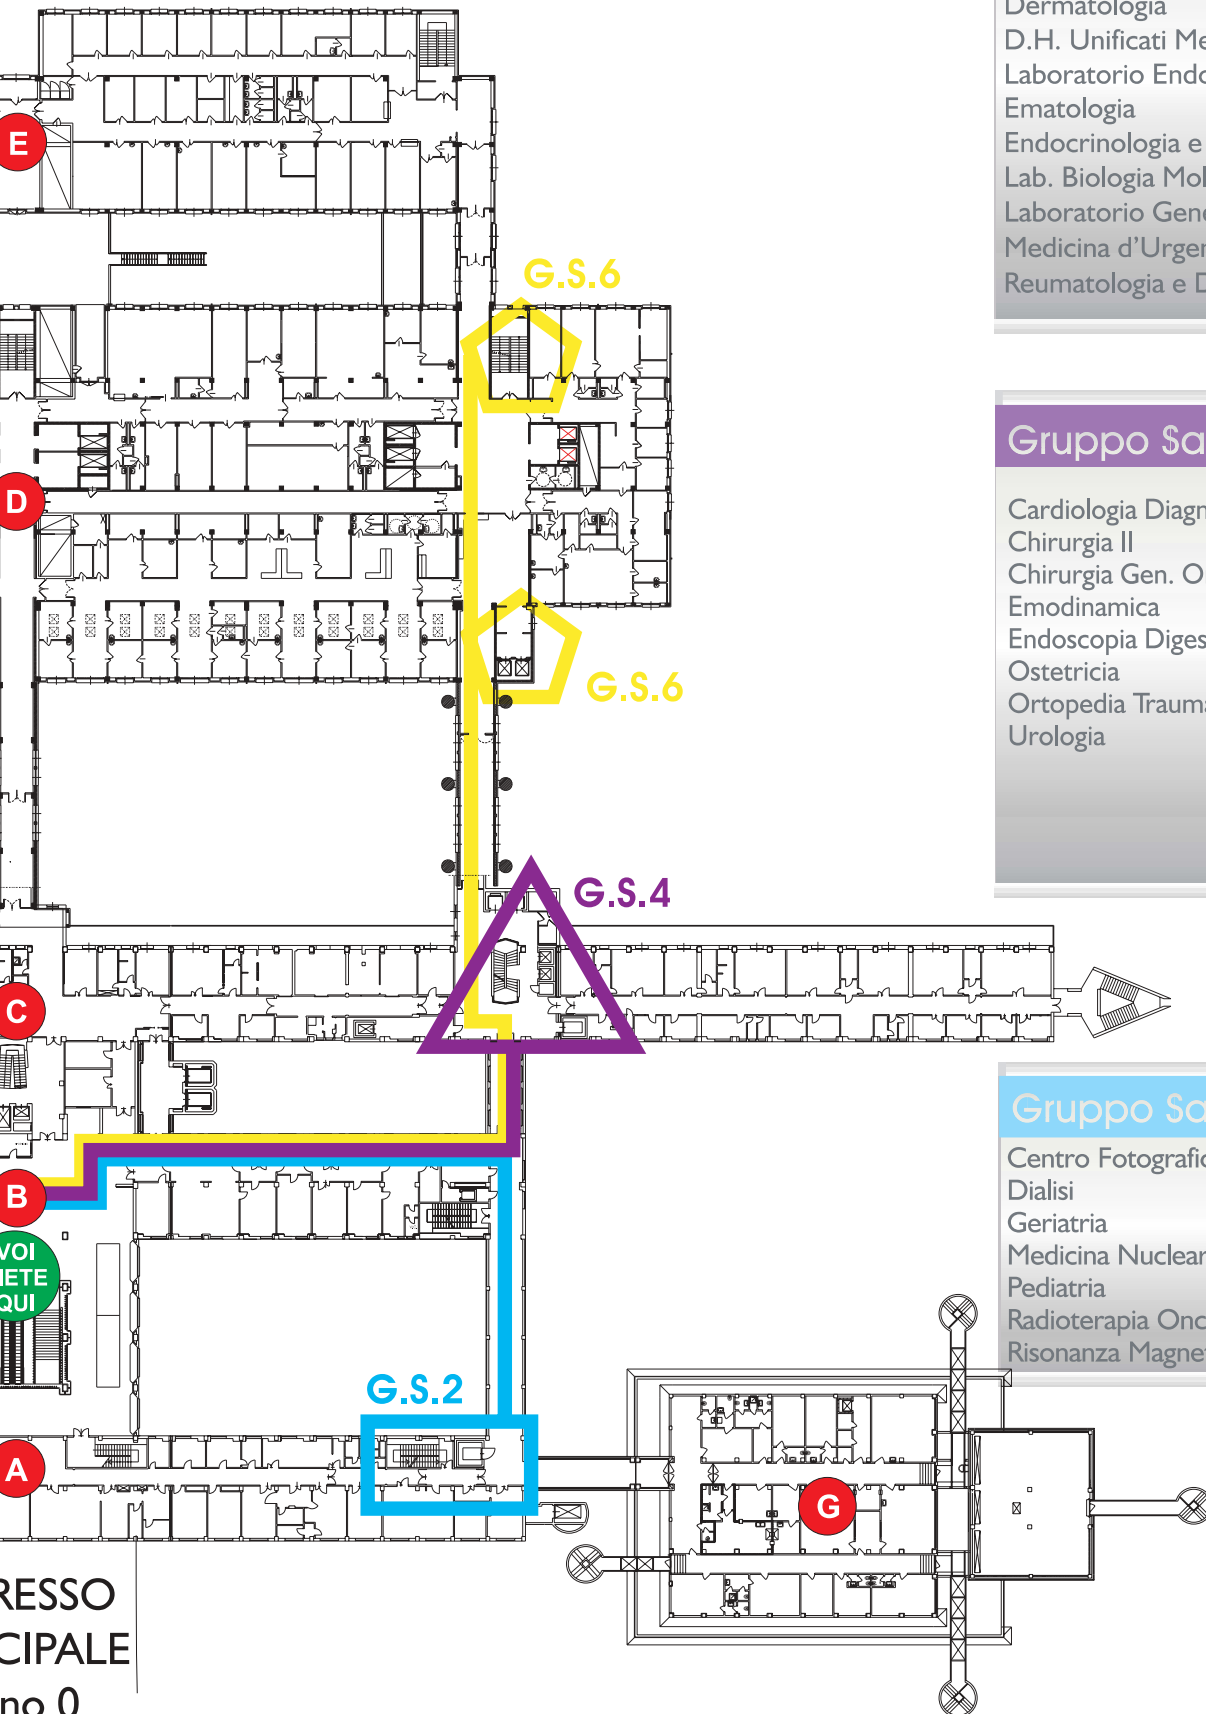 Dermatologia
D.H. Unificati Me
Laboratorio Endo
Ematologia
Endocrinologia e
Lab. Biologia Mol
Laboratorio Gene
Medicina d'Urgen
Reumatologia e D
E
G.S.6
Gruppo Sa
Cardiologia Diagn
Chirurgia II
Chirurgia Gen. O
Emodinamica
Endoscopia Diges
Ostetricia
Ortopedia Trauma
Urologia
D
G.S.6
G.S.4
C
Gruppo Sa
Centro Fotografic
Dialisi
Geriatria
Medicina Nuclear
Pediatria
Radioterapia Onc
Risonanza Magne
B
VOI
IETE
QUI
G.S.2
A
G
RESSO
CIPALE
no 0